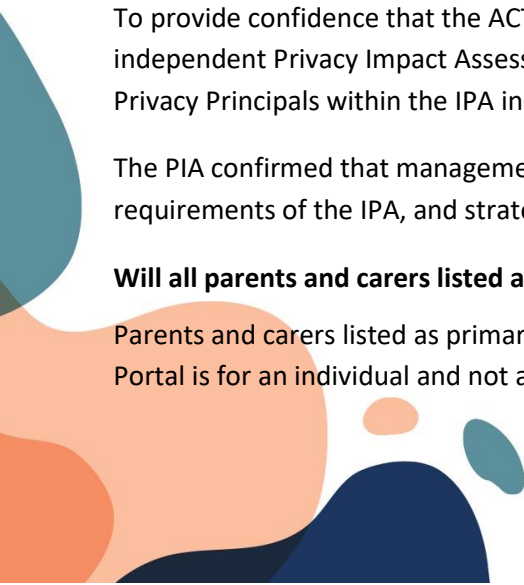 To provide confidence that the ACT
independent Privacy Impact Assess
Privacy Principals within the IPA in
The PIA confirmed that manageme
requirements of the IPA, and strate
Will all parents and carers listed a
Parents and carers listed as primar
Portal is for an individual and not a